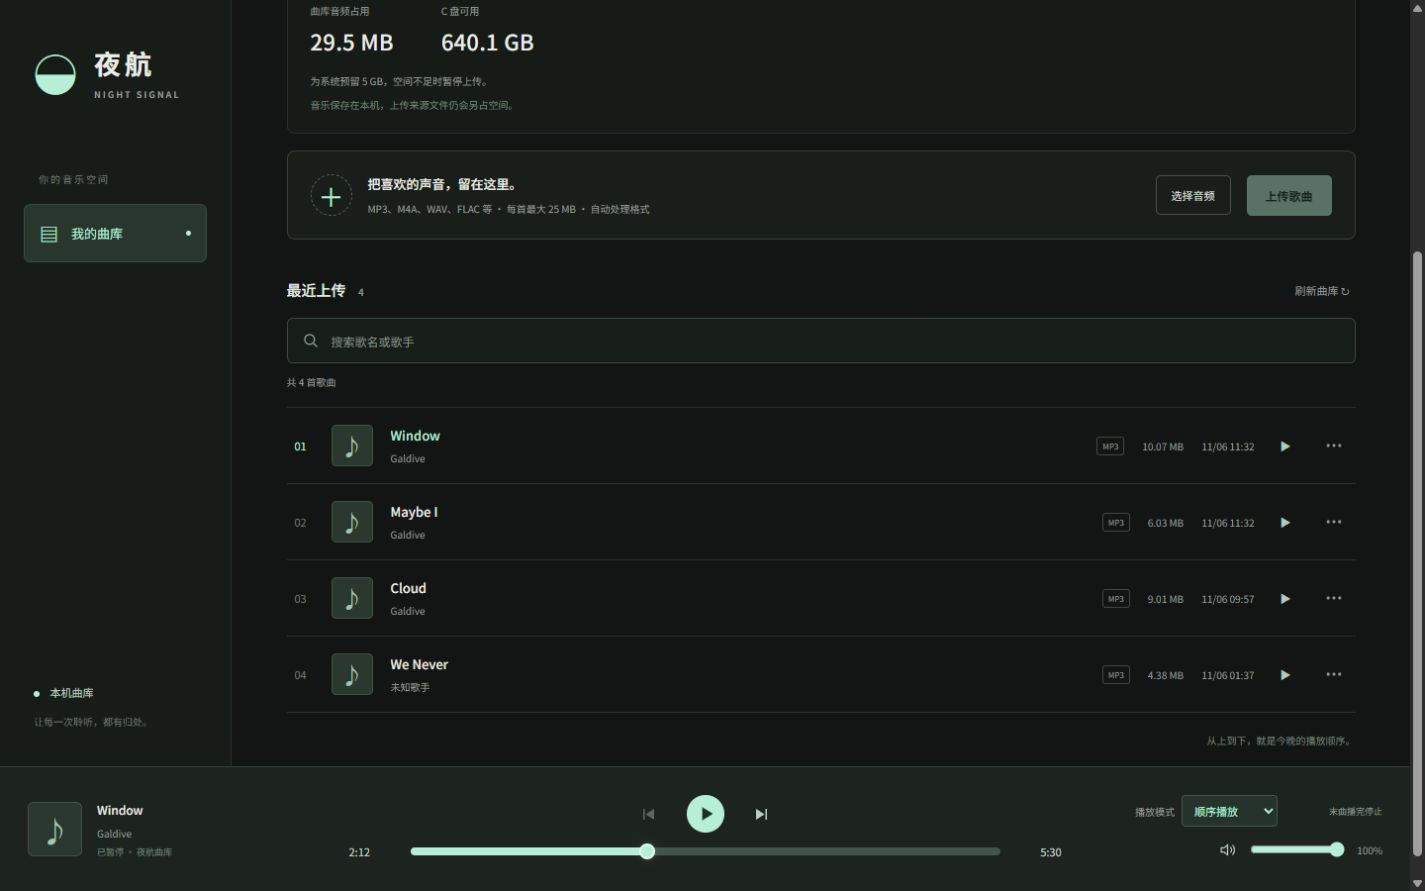 夜航
NIGHT SIGNAL
你的音乐空间
我的曲库
本机曲库
让每一次聆听，都有归处。
曲库音频占用
C 盘可用
29.5 MB
640.1 GB
为系统预留 5 GB，空间不足时暂停上传。
音乐保存在本机，上传来源文件仍会另占空间。
把喜欢的声音，留在这里。
MP3、M4A、WAV、FLAC 等 · 每首最大 25 MB · 自动处理格式
选择音频
上传歌曲
最近上传 4
刷新曲库 ↻
搜索歌名或歌手
共 4 首歌曲
01
Window
Galdive
MP3 10.07 MB 11/06 11:32
02
Maybe I
Galdive
MP3 6.03 MB 11/06 11:32
03
Cloud
Galdive
MP3 9.01 MB 11/06 09:57
04
We Never
未知歌手
MP3 4.38 MB 11/06 01:37
从上到下，就是今晚的播放顺序。
Window
Galdive
已暂停 · 夜航曲库
2:12
5:30
播放模式
顺序播放
末曲播完停止
100%